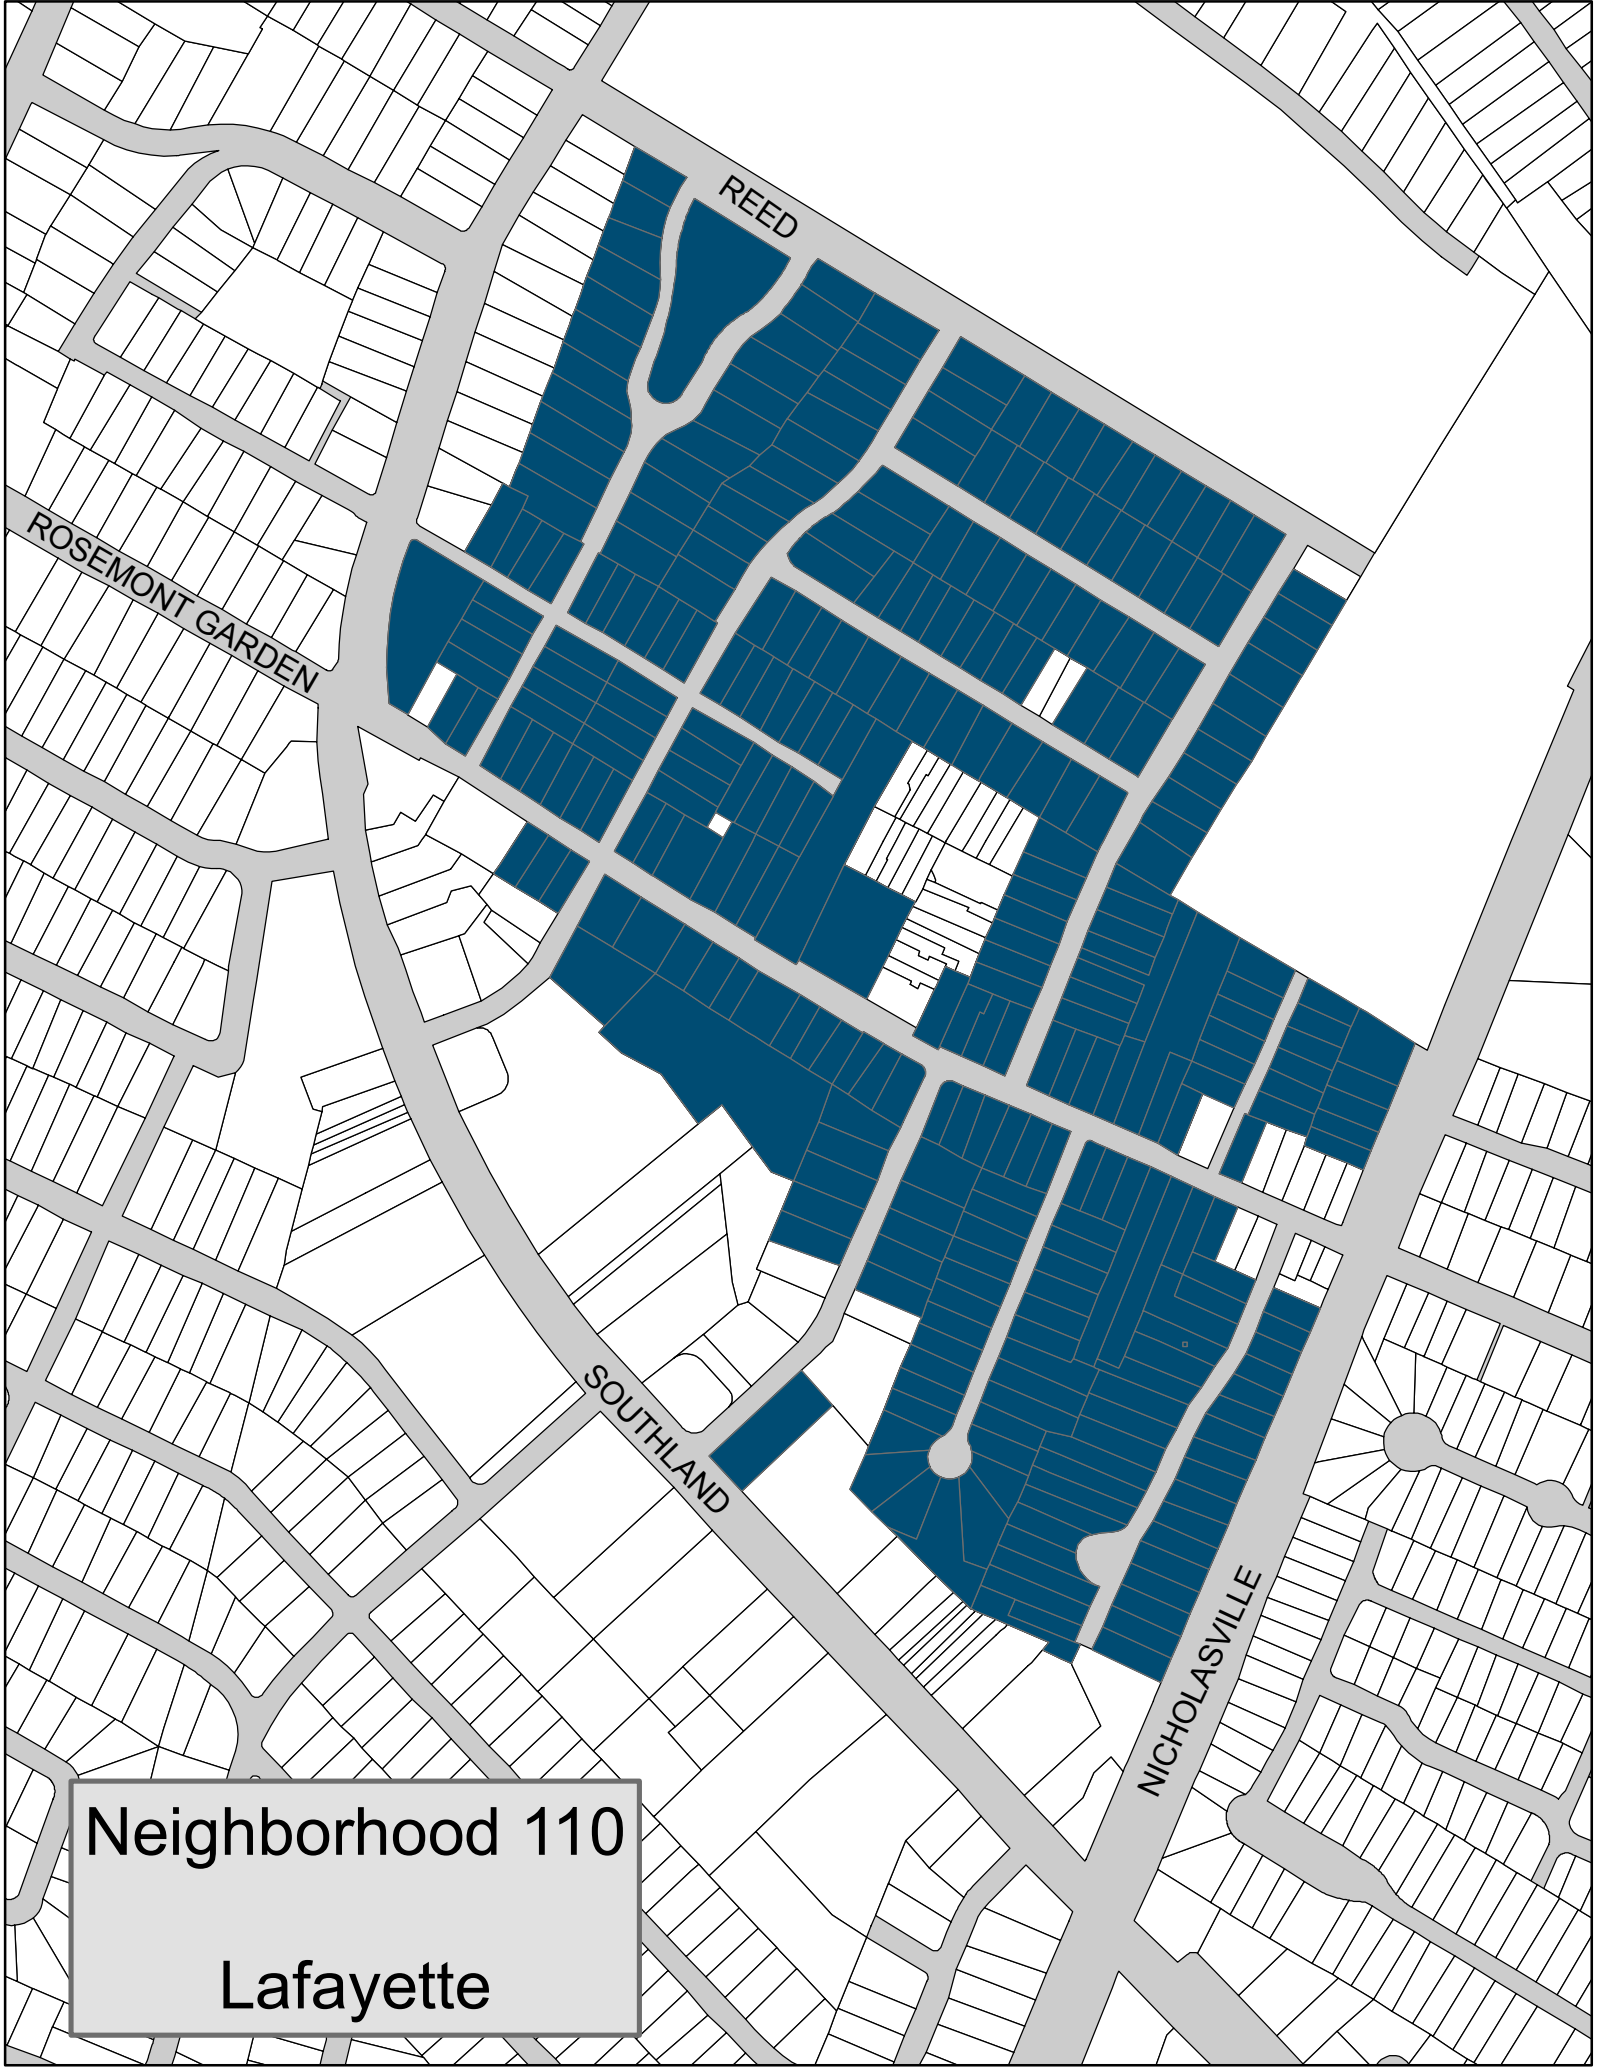 REED
ROSEMONT GARDEN
SOUTHLAND
NICHOLASVILLE
Neighborhood 110
Lafayette